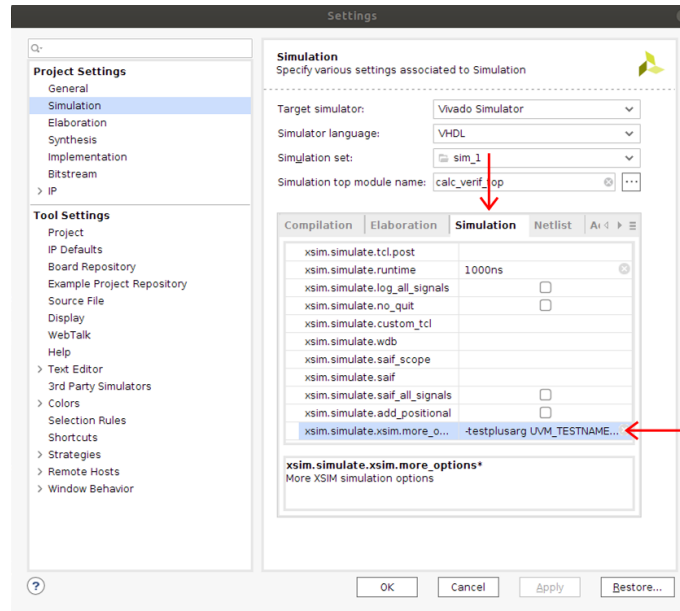 Settings
Q-
Project Settings
General
Simulation
Elaboration
Synthesis
Implementation
Bitstream
> IP
Tool Settings
Project
IP Defaults
Board Repository
Example Project Repository
Source File
Display
WebTalk
Help
> Text Editor
3rd Party Simulators
> Colors
Selection Rules
Shortcuts
> Strategies
> Remote Hosts
> Window Behavior
Simulation
Specify various settings associated to Simulation
Target simulator: Vivado Simulator
Simulator language: VHDL
Simulation set: sim_1
Simulation top module name: calc_verif_top
Compilation Elaboration Simulation Netlist
xsim.simulate.tcl.post
xsim.simulate.runtime 1000ns
xsim.simulate.log_all_signals
xsim.simulate.no_quit
xsim.simulate.custom_tcl
xsim.simulate.wdb
xsim.simulate.saif_scope
xsim.simulate.saif
xsim.simulate.saif_all_signals
xsim.simulate.add_positional
xsim.simulate.xsim.more_o... -testplusarg UVM_TESTNAME...
xsim.simulate.xsim.more_options*
More XSIM simulation options
? OK Cancel Apply Restore...